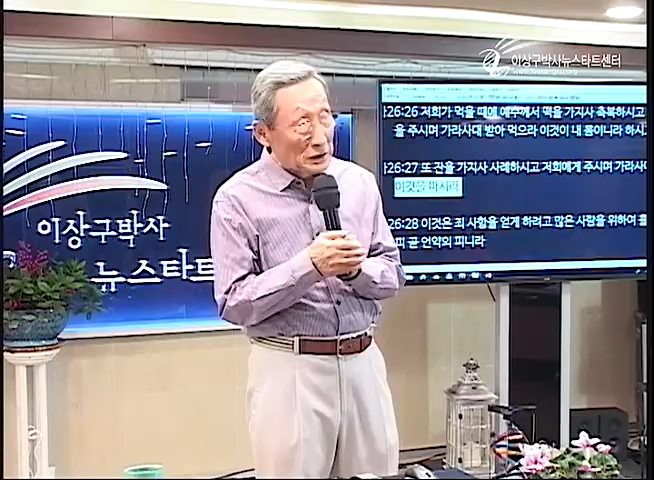 이상구박사뉴스타트센터
26:26 저희가 먹을 때에 예수께서 떡을 가지사 축복하시고
을 주시며 가라사대 받아 먹으라 이것이 내 몸이니라 하시
26:27 또 잔을 가지사 사례하시고 저희에게 주시며 가라사
이것을 마시라
26:28 이것은 죄 사함을 얻게 하려고 많은 사람을 위하여
피 곧 언약의 피니라
이상구박사
뉴스타트